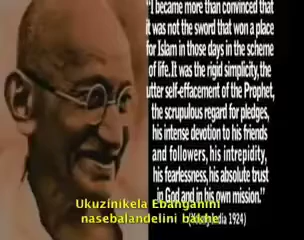 "I became more than convinced that
it was not the sword that won a place
for Islam in those days in the scheme
of life. It was the rigid simplicity, the
utter self-effacement of the Prophet,
the scrupulous regard for pledges,
his intense devotion to his friends
and followers, his intrepidity,
his fearlessness, his absolute trust
in God and in his own mission."
1924)
Ukuzinikela Ebanganini
nasebalandelini bakhe